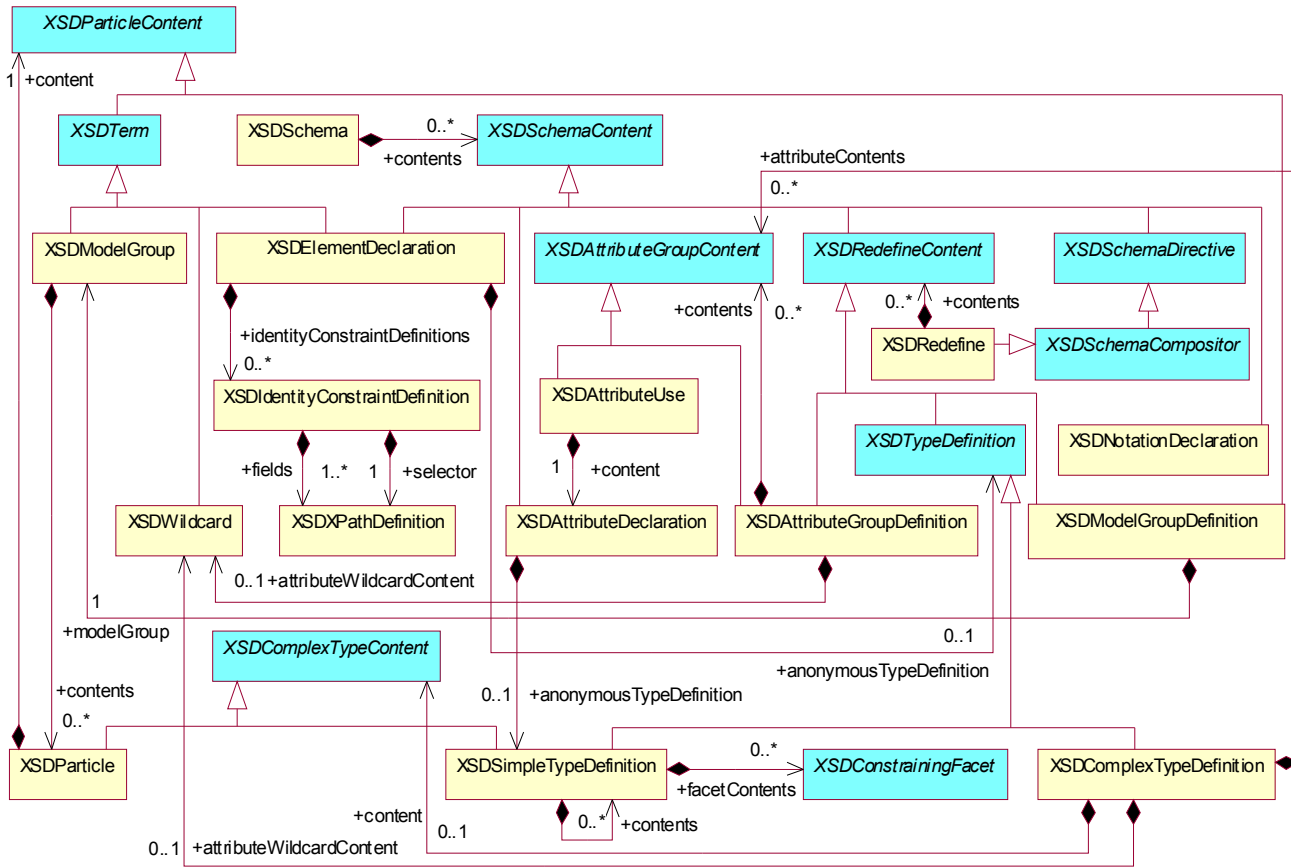 XSDParticleContent
1 +content
XSDTerm
XSDSchema
0..*
+contents
XSDSchemaContent
+attributeContents
0..*
XSDModelGroup
XSDElementDeclaration
XSDAttributeGroupContent
XSDRedefineContent
XSDSchemaDirective
+contents
0..*
0..*
+contents
+identityConstraintDefinitions
0..*
XSDRedefine
XSDSchemaCompositor
XSDIdentityConstraintDefinition
XSDAttributeUse
XSDTypeDefinition
XSDNotationDeclaration
+fields
1..*
1
+selector
1
+content
XSDWildcard
XSDXPathDefinition
XSDAttributeDeclaration
XSDAttributeGroupDefinition
XSDModelGroupDefinition
0..1 +attributeWildcardContent
1
+modelGroup
0..1
+anonymousTypeDefinition
XSDComplexTypeContent
+contents
0..*
0..1
+anonymousTypeDefinition
XSDParticle
XSDSimpleTypeDefinition
0..*
+facetContents
XSDConstrainingFacet
XSDComplexTypeDefinition
+content
0..1
0..*
+contents
0..1 +attributeWildcardContent